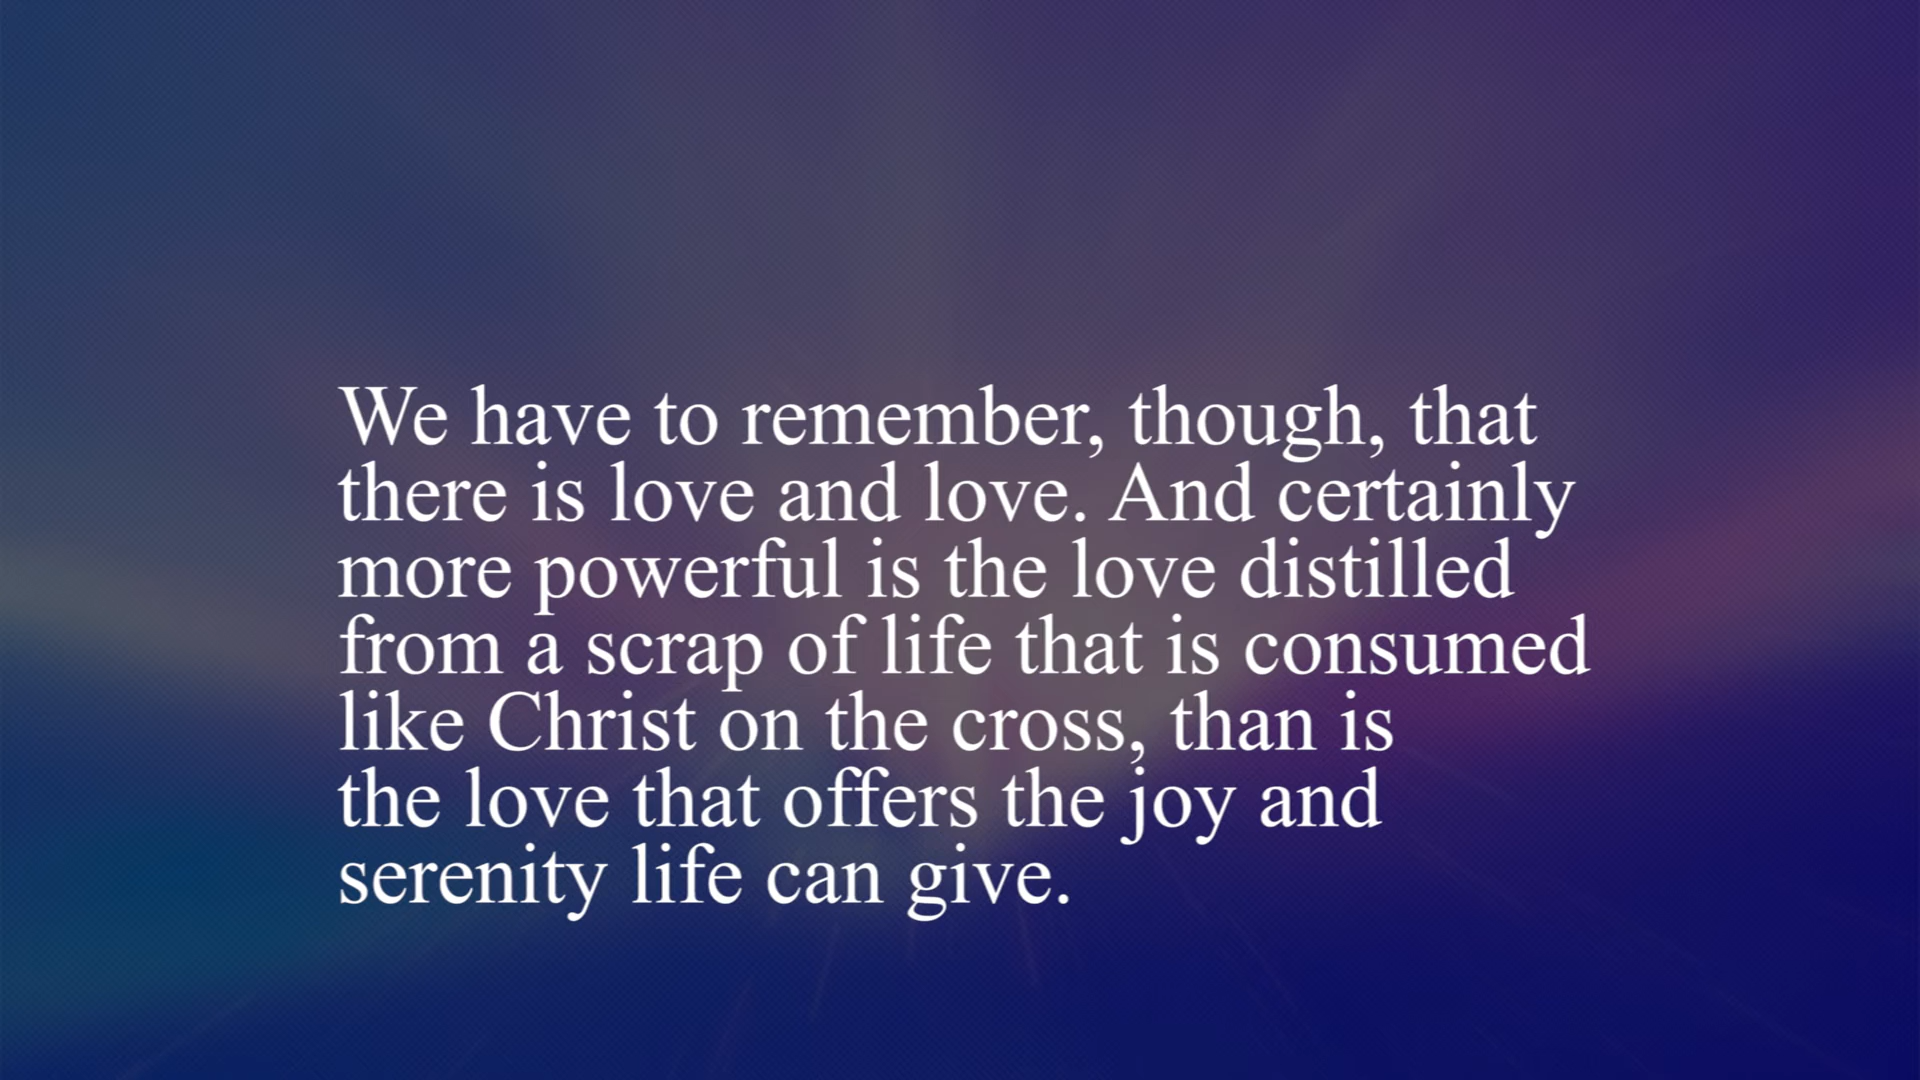 We have to remember, though, that
there is love and love. And certainly
more powerful is the love distilled
from a scrap of life that is consumed
like Christ on the cross, than is
the love that offers the joy and
serenity life can give.